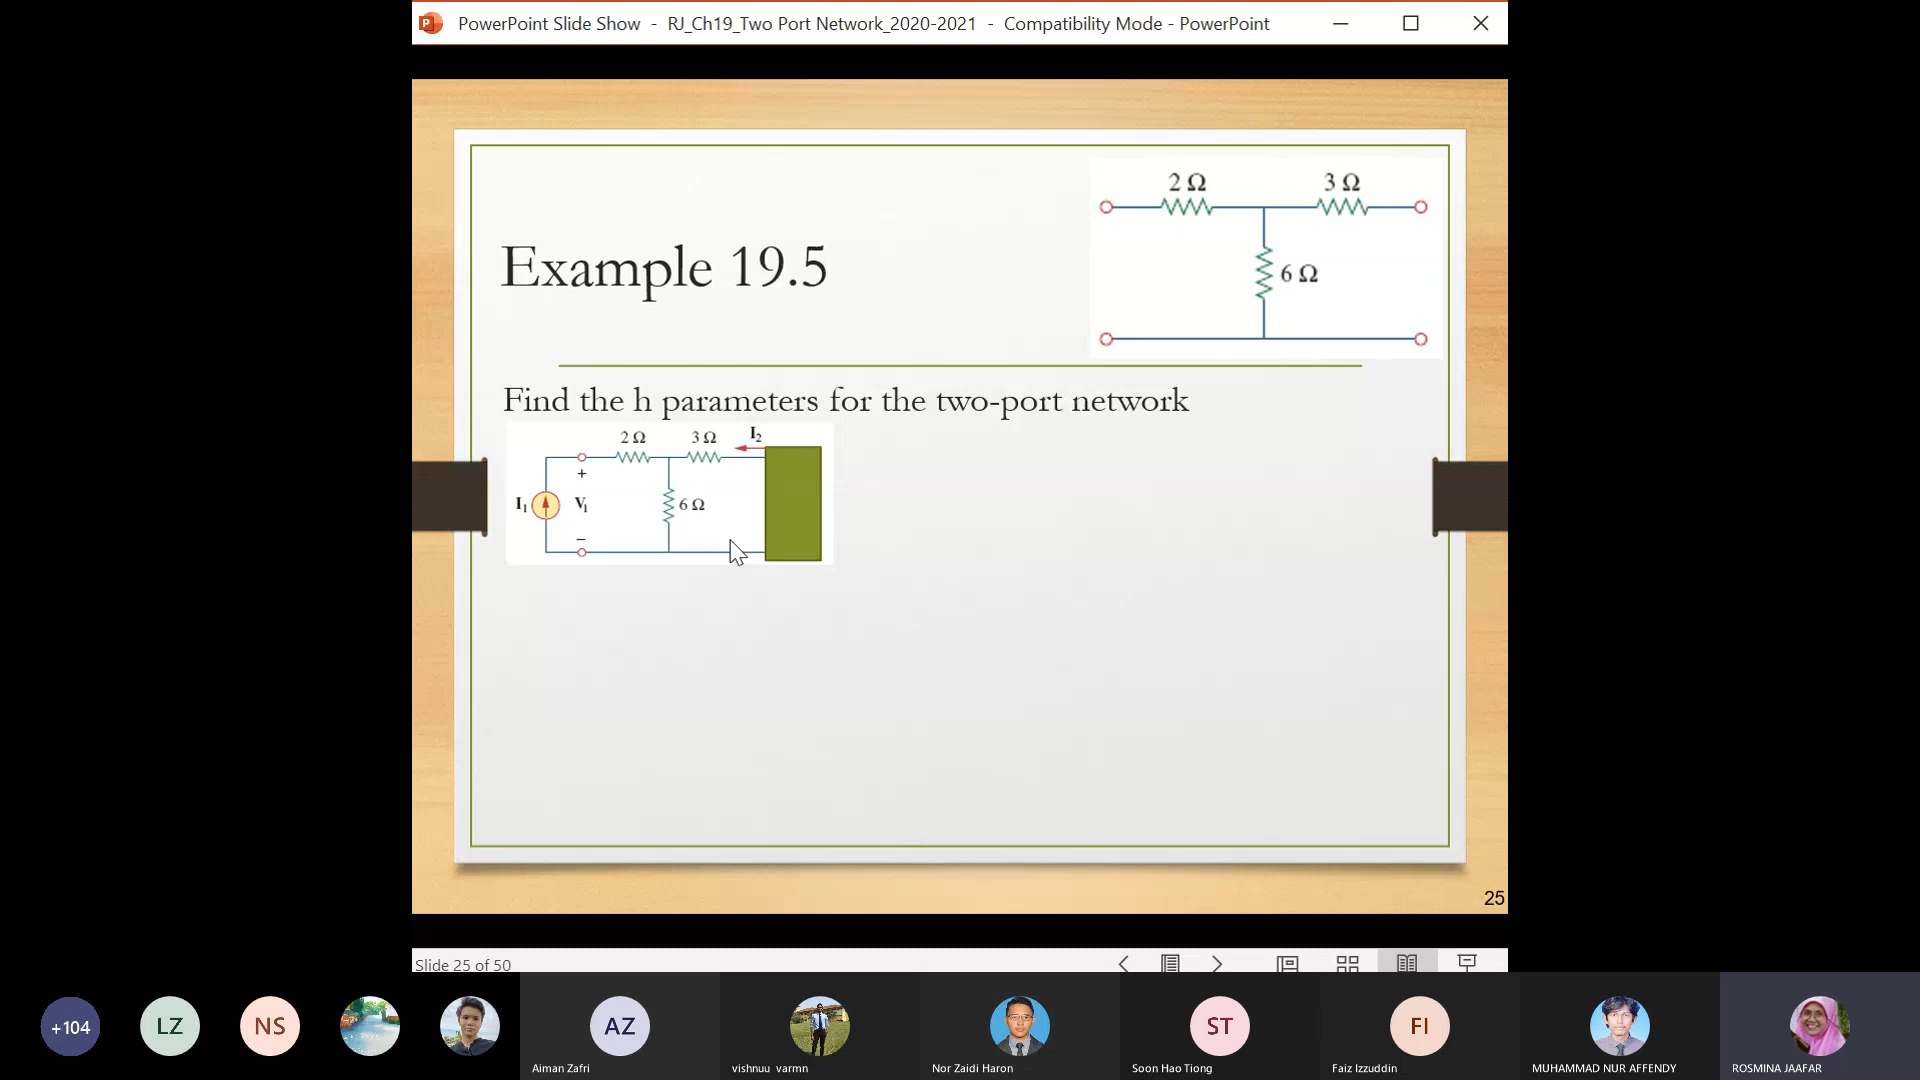 PowerPoint Slide Show - RJ_Ch19_Two Port Network_2020-2021 - Compatibility Mode - PowerPoint
2 Ω 3 Ω
Example 19.5
6 Ω
Find the h parameters for the two-port network
2 Ω 3 Ω I₂
+
I₁ V₁ 6 Ω
−
25
Slide 25 of 50
+104 LZ NS AZ ST FI
Aiman Zafri vishnuu varmn Nor Zaidi Haron Soon Hao Tiong Faiz Izzuddin MUHAMMAD NUR AFFENDY ROSMINA JAAFAR